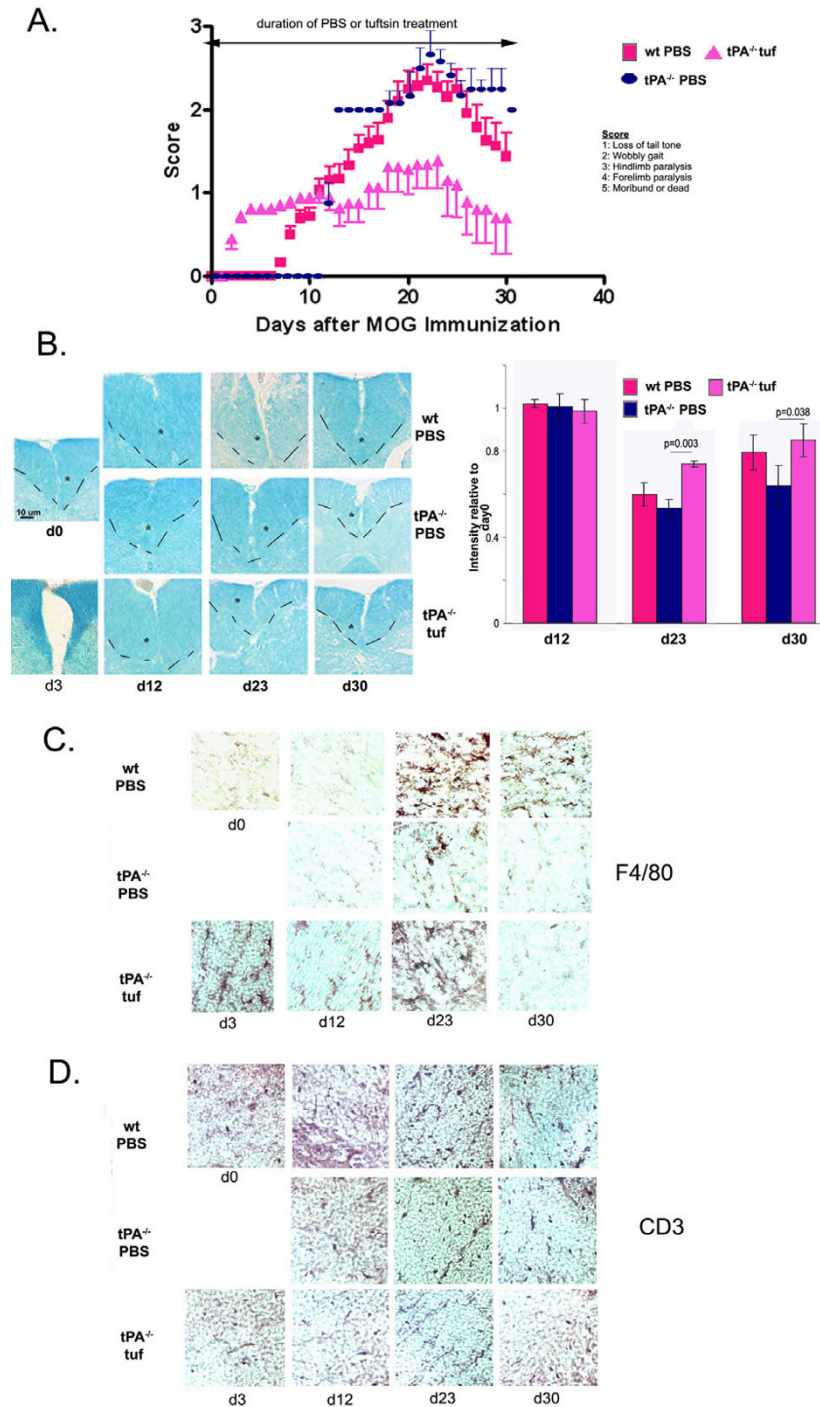 A.
duration of PBS or tuftsin treatment
3
2
1
0
Score
0 10 20 30 40
Days after MOG Immunization
wt PBS
tPA-/- tuf
tPA-/- PBS
Score
1: Loss of tail tone
2: Wobbly gait
3: Hindlimb paralysis
4: Forelimb paralysis
5: Moribund or dead
B.
wt
PBS
*
*
*
*
10 um
d0
tPA-/-
PBS
*
*
*
tPA-/-
tuf
*
*
*
d3
d12
d23
d30
wt PBS
tPA-/- tuf
tPA-/- PBS
p=0.003
p=0.038
Intensity relative to
day0
1
0.8
0.4
0
d12
d23
d30
C.
wt
PBS
d0
tPA-/-
PBS
F4/80
tPA-/-
tuf
d3
d12
d23
d30
D.
wt
PBS
d0
tPA-/-
PBS
CD3
tPA-/-
tuf
d3
d12
d23
d30